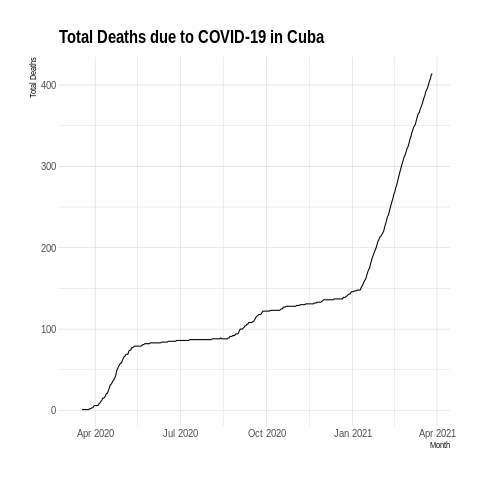 Total Deaths due to COVID-19 in Cuba
Total Deaths
400
300
200
100
0
Apr 2020 Jul 2020 Oct 2020 Jan 2021 Apr 2021
Month